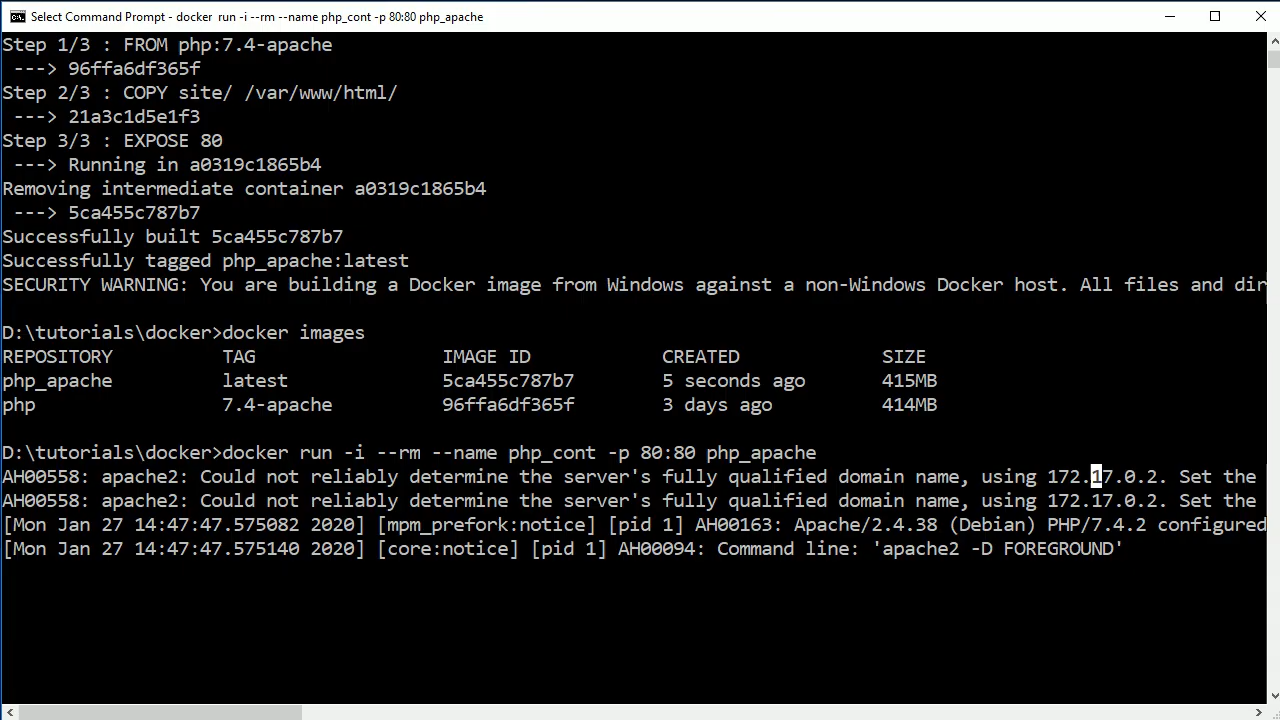 Select Command Prompt - docker run -i --rm --name php_cont -p 80:80 php_apache
Step 1/3 : FROM php:7.4-apache
---> 96ffa6df365f
Step 2/3 : COPY site/ /var/www/html/
---> 21a3c1d5e1f3
Step 3/3 : EXPOSE 80
---> Running in a0319c1865b4
Removing intermediate container a0319c1865b4
---> 5ca455c787b7
Successfully built 5ca455c787b7
Successfully tagged php_apache:latest
SECURITY WARNING: You are building a Docker image from Windows against a non-Windows Docker host. All files and dir
D:\tutorials\docker>docker images
REPOSITORY TAG IMAGE ID CREATED SIZE
php_apache latest 5ca455c787b7 5 seconds ago 415MB
php 7.4-apache 96ffa6df365f 3 days ago 414MB
D:\tutorials\docker>docker run -i --rm --name php_cont -p 80:80 php_apache
AH00558: apache2: Could not reliably determine the server's fully qualified domain name, using 172.17.0.2. Set the
AH00558: apache2: Could not reliably determine the server's fully qualified domain name, using 172.17.0.2. Set the
[Mon Jan 27 14:47:47.575082 2020] [mpm_prefork:notice] [pid 1] AH00163: Apache/2.4.38 (Debian) PHP/7.4.2 configured
[Mon Jan 27 14:47:47.575140 2020] [core:notice] [pid 1] AH00094: Command line: 'apache2 -D FOREGROUND'